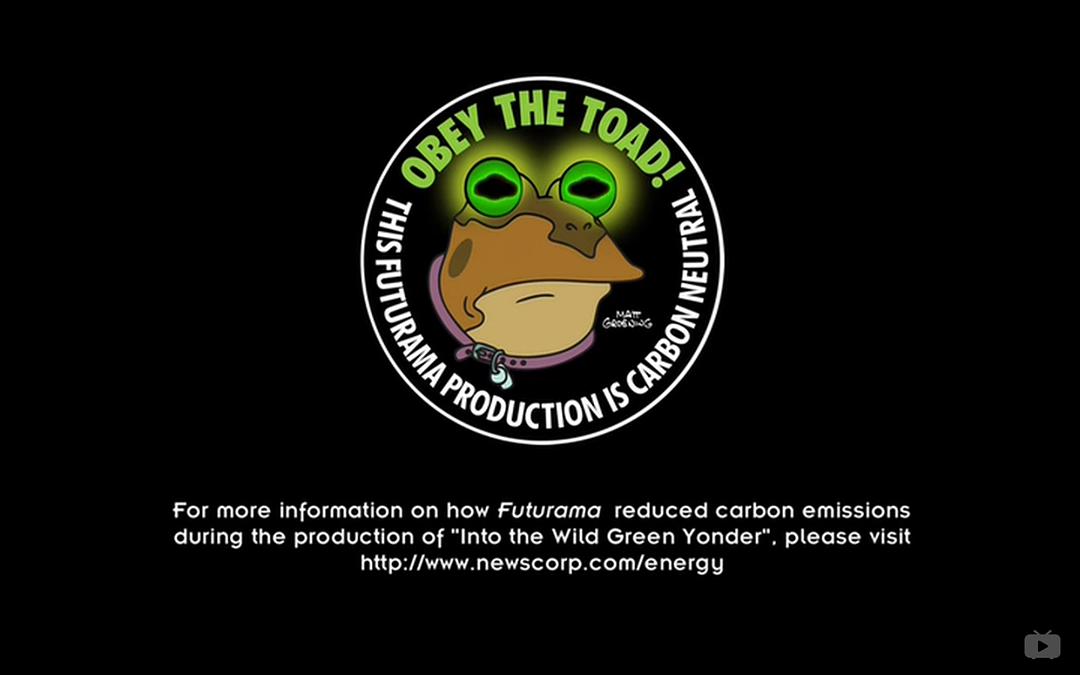 OBEY THE TOAD!
THIS FUTURAMA PRODUCTION IS CARBON NEUTRAL
MATT
GROENING
For more information on how Futurama reduced carbon emissions
during the production of "Into the Wild Green Yonder", please visit
http://www.newscorp.com/energy